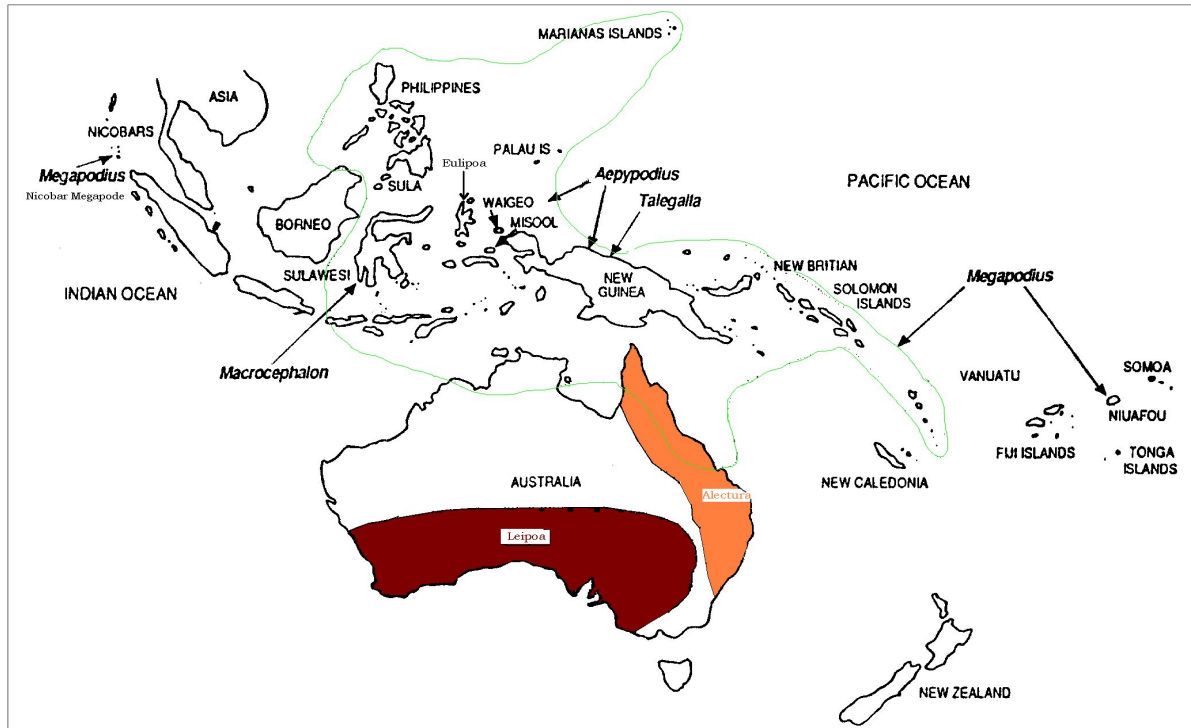 MARIANAS ISLANDS
PHILIPPINES
ASIA
NICOBARS
PALAU IS
Eulipoa
Megapodius
Nicobar Megapode
SULA
Aepypodius
PACIFIC OCEAN
WAIGEO
Talegalla
MISOOL
BORNEO
SULAWESI
NEW
GUINEA
NEW BRITIAN
SOLOMON
ISLANDS
Megapodius
INDIAN OCEAN
Macrocephalon
VANUATU
SOMOA
NIUAFOU
FIJI ISLANDS
TONGA
ISLANDS
NEW CALEDONIA
AUSTRALIA
Alectura
Leipoa
NEW ZEALAND